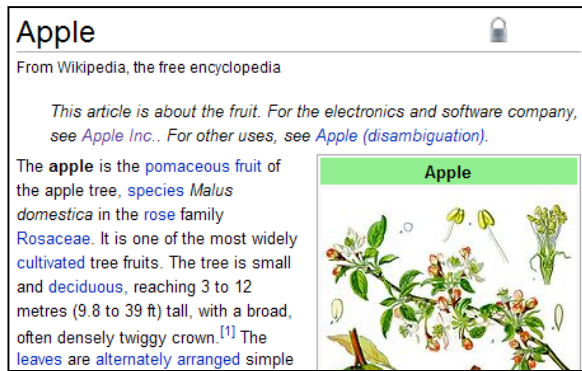 Apple
From Wikipedia, the free encyclopedia
This article is about the fruit. For the electronics and software company,
see Apple Inc.. For other uses, see Apple (disambiguation).
The apple is the pomaceous fruit of
the apple tree, species Malus
domestica in the rose family
Rosaceae. It is one of the most widely
cultivated tree fruits. The tree is small
and deciduous, reaching 3 to 12
metres (9.8 to 39 ft) tall, with a broad,
often densely twiggy crown.[1] The
leaves are alternately arranged simple
Apple